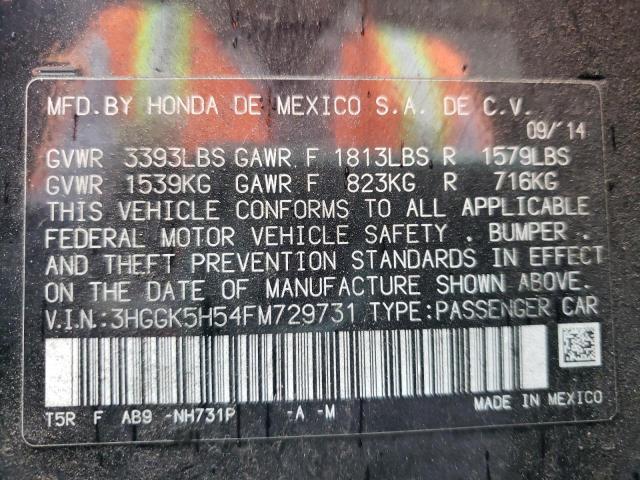 MFD.BY HONDA DE MEXICO S.A. DE C.V.
09/14
GVWR 3393LBS GAWR F 1813LBS R 1579LBS
GVWR 1539KG GAWR F 823KG R 716KG
THIS VEHICLE CONFORMS TO ALL APPLICABLE
FEDERAL MOTOR VEHICLE SAFETY . BUMPER .
AND THEFT PREVENTION STANDARDS IN EFFECT
ON THE DATE OF MANUFACTURE SHOWN ABOVE.
V.I.N.:3HGGK5H54FM729731 TYPE:PASSENGER CAR
T5R F AB9 -NH731P -A -M MADE IN MEXICO